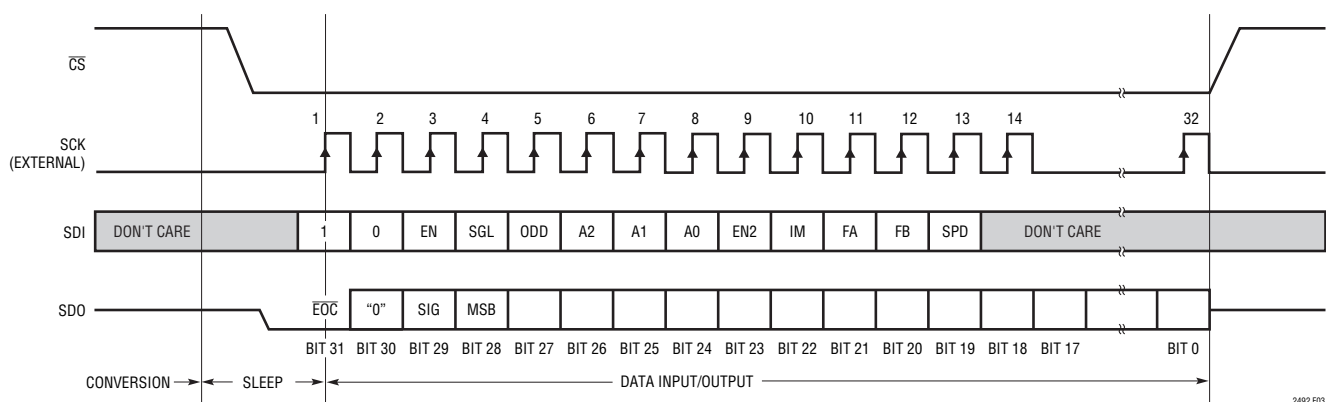 CS
1 2 3 4 5 6 7 8 9 10 11 12 13 14 32
SCK
(EXTERNAL)
SDI DON'T CARE 1 0 EN SGL ODD A2 A1 A0 EN2 IM FA FB SPD DON'T CARE
SDO EOC “0” SIG MSB
BIT 31 BIT 30 BIT 29 BIT 28 BIT 27 BIT 26 BIT 25 BIT 24 BIT 23 BIT 22 BIT 21 BIT 20 BIT 19 BIT 18 BIT 17 BIT 0
CONVERSION SLEEP DATA INPUT/OUTPUT
2492 F03